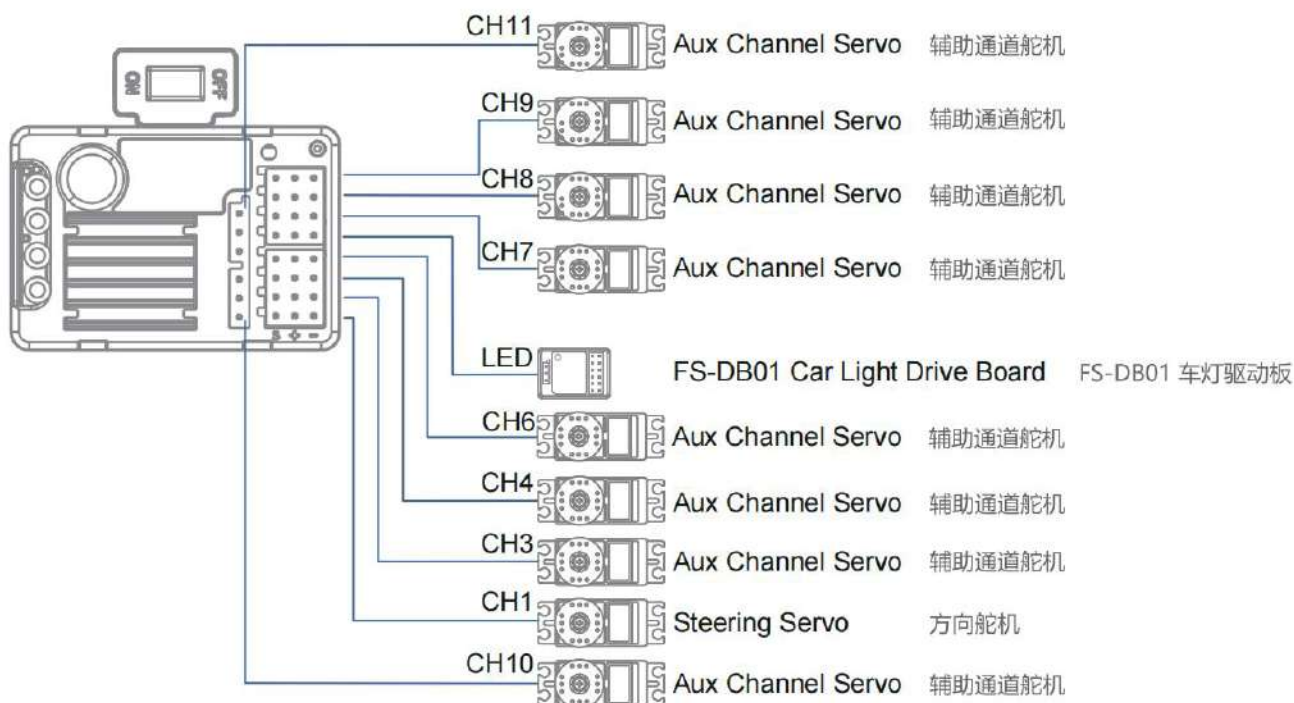 CH11 Aux Channel Servo 辅助通道舵机
ON OFF
CH9 Aux Channel Servo 辅助通道舵机
CH8 Aux Channel Servo 辅助通道舵机
CH7 Aux Channel Servo 辅助通道舵机
S + −
LED FS-DB01 Car Light Drive Board FS-DB01 车灯驱动板
CH6 Aux Channel Servo 辅助通道舵机
CH4 Aux Channel Servo 辅助通道舵机
CH3 Aux Channel Servo 辅助通道舵机
CH1 Steering Servo 方向舵机
CH10 Aux Channel Servo 辅助通道舵机